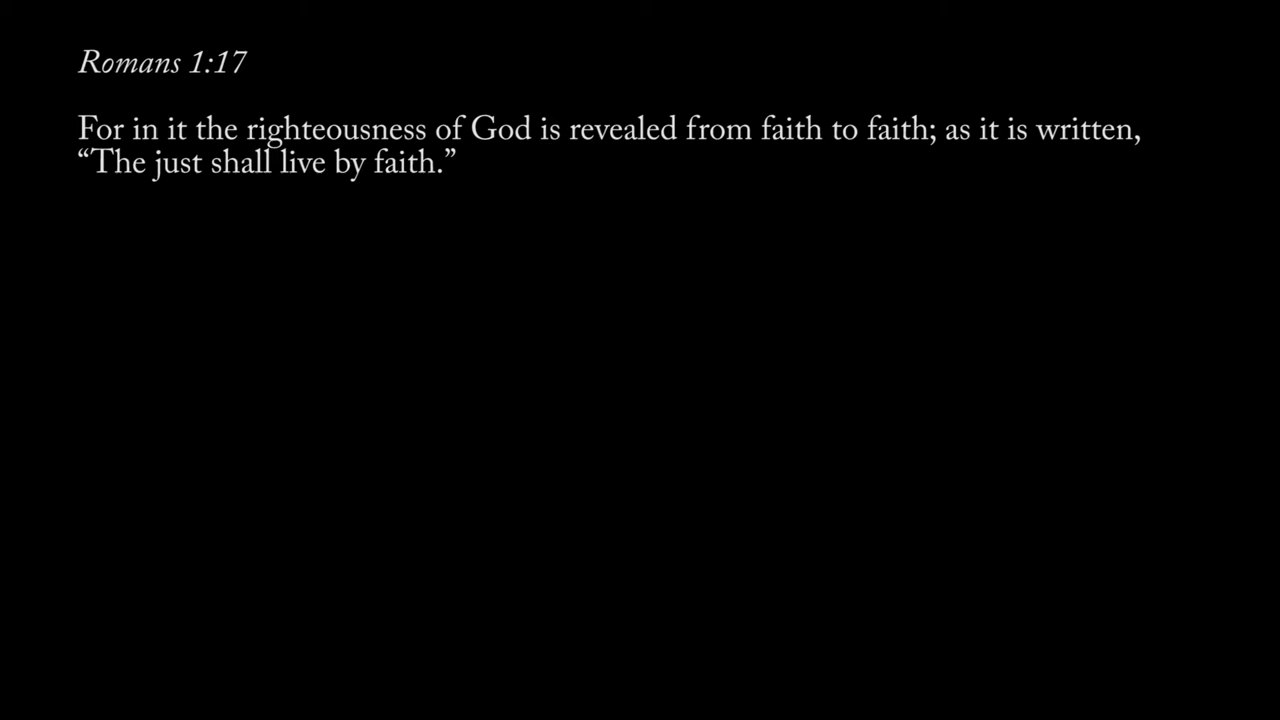 Romans 1:17
For in it the righteousness of God is revealed from faith to faith; as it is written,
“The just shall live by faith.”